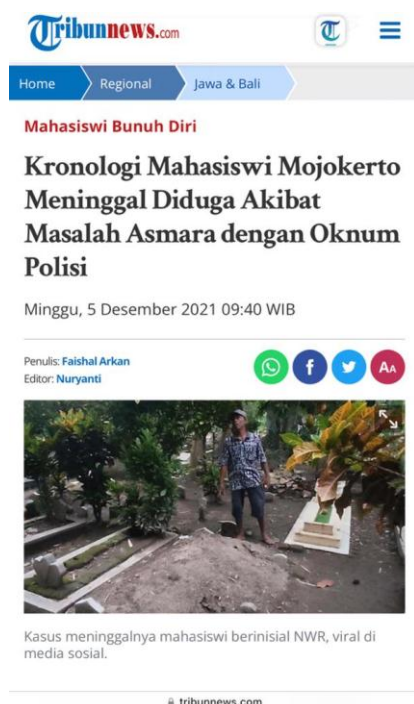 Tribunnews.com
Home Regional Jawa & Bali
Mahasiswi Bunuh Diri
Kronologi Mahasiswi Mojokerto
Meninggal Diduga Akibat
Masalah Asmara dengan Oknum
Polisi
Minggu, 5 Desember 2021 09:40 WIB
Penulis: Faishal Arkan
Editor: Nuryanti
AA
Kasus meninggalnya mahasiswi berinisial NWR, viral di
media sosial.
tribunnews.com